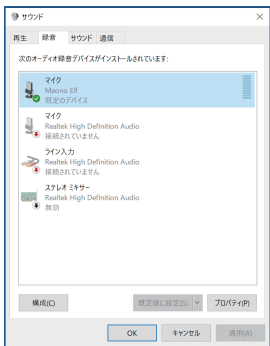 サウンド
再生 録音 サウンド 通信
次のオーディオ録音デバイスがインストールされています:
マイク
Maono Elf
既定のデバイス
マイク
Realtek High Definition Audio
接続されていません
ライン入力
Realtek High Definition Audio
接続されていません
ステレオ ミキサー
Realtek High Definition Audio
無効
構成(C) 既定値に設定(S) プロパティ(P)
OK キャンセル 適用(A)